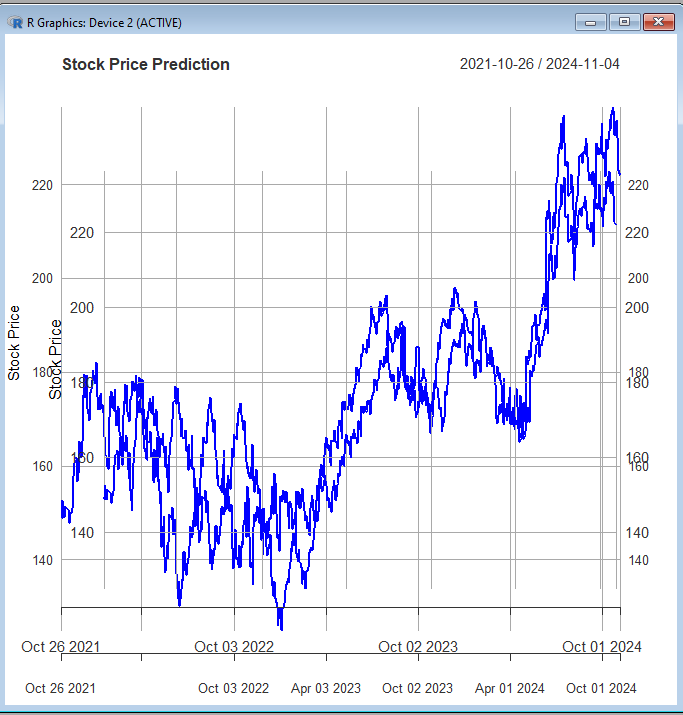 R Graphics: Device 2 (ACTIVE)
Stock Price Prediction
2021-10-26 / 2024-11-04
220 220
220 220
200 200
200 200
Stock Price
Stock Price
180 180
180 180
160 160
160 160
140 140
140 140
Oct 26 2021 Oct 03 2022 Oct 02 2023 Oct 01 2024
Oct 26 2021 Oct 03 2022 Apr 03 2023 Oct 02 2023 Apr 01 2024 Oct 01 2024